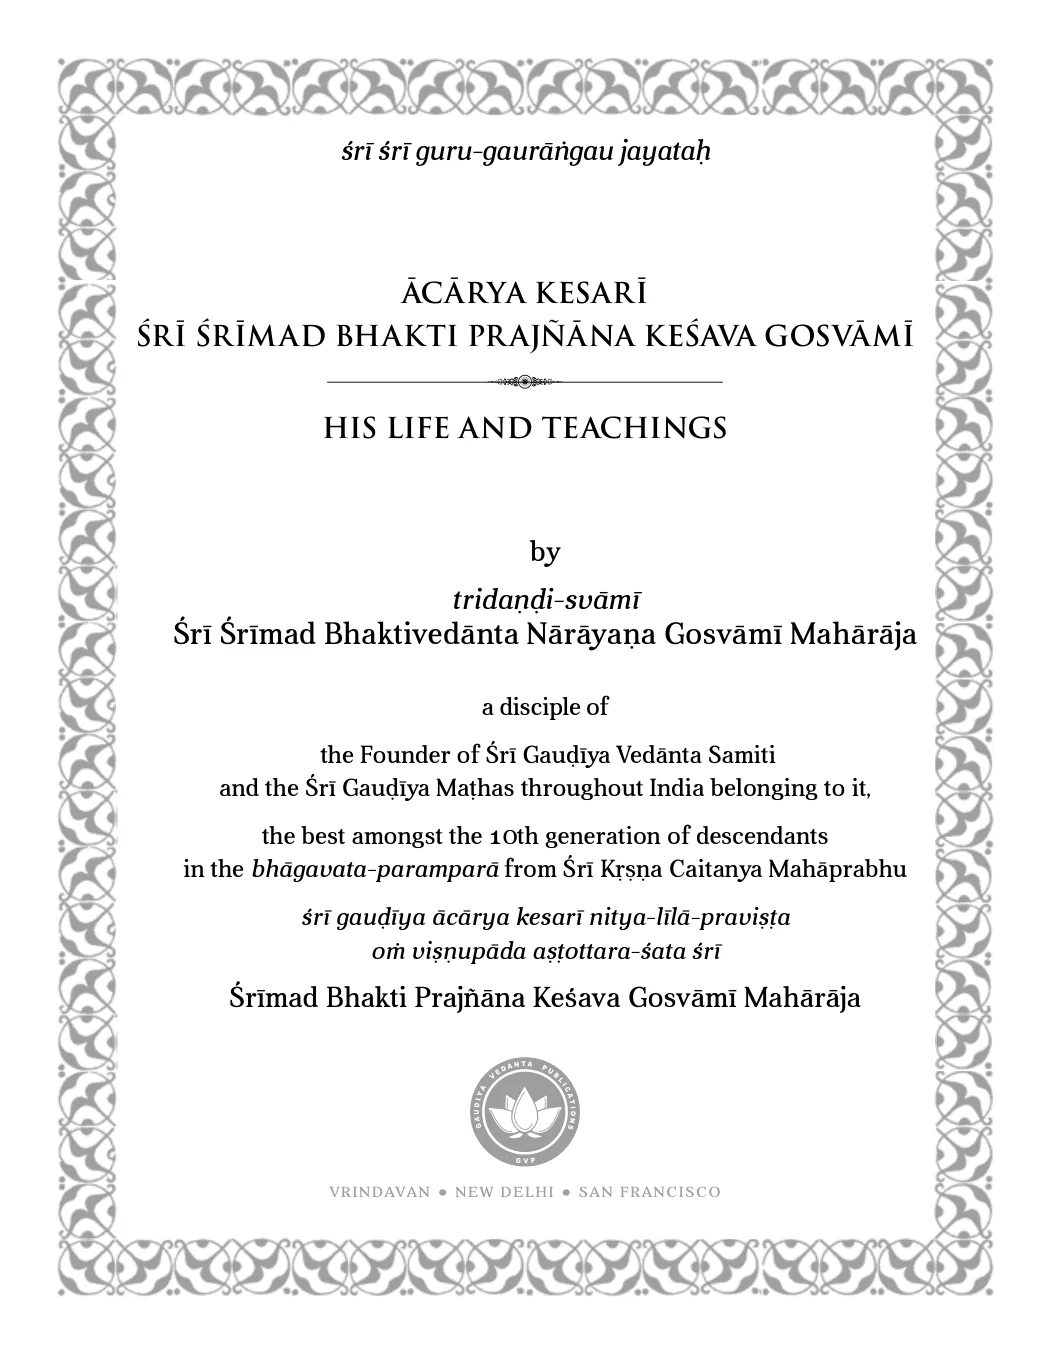 śrī śrī guru-gaurāṅgau jayataḥ
ĀCĀRYA KESARĪ
ŚRĪ ŚRĪMAD BHAKTI PRAJÑĀNA KEŚAVA GOSVĀMĪ
HIS LIFE AND TEACHINGS
by
tridaṇḍi-svāmī
Śrī Śrīmad Bhaktivedānta Nārāyaṇa Gosvāmī Mahārāja
a disciple of
the Founder of Śrī Gauḍīya Vedānta Samiti
and the Śrī Gauḍīya Maṭhas throughout India belonging to it,
the best amongst the 10th generation of descendants
in the bhāgavata-paramparā from Śrī Kṛṣṇa Caitanya Mahāprabhu
śrī gauḍīya ācārya kesarī nitya-līlā-praviṣṭa
oṁ viṣṇupāda aṣṭottara-śata śrī
Śrīmad Bhakti Prajñāna Keśava Gosvāmī Mahārāja
GAUDIYA VEDANTA PUBLICATIONS
GVP
VRINDAVAN • NEW DELHI • SAN FRANCISCO